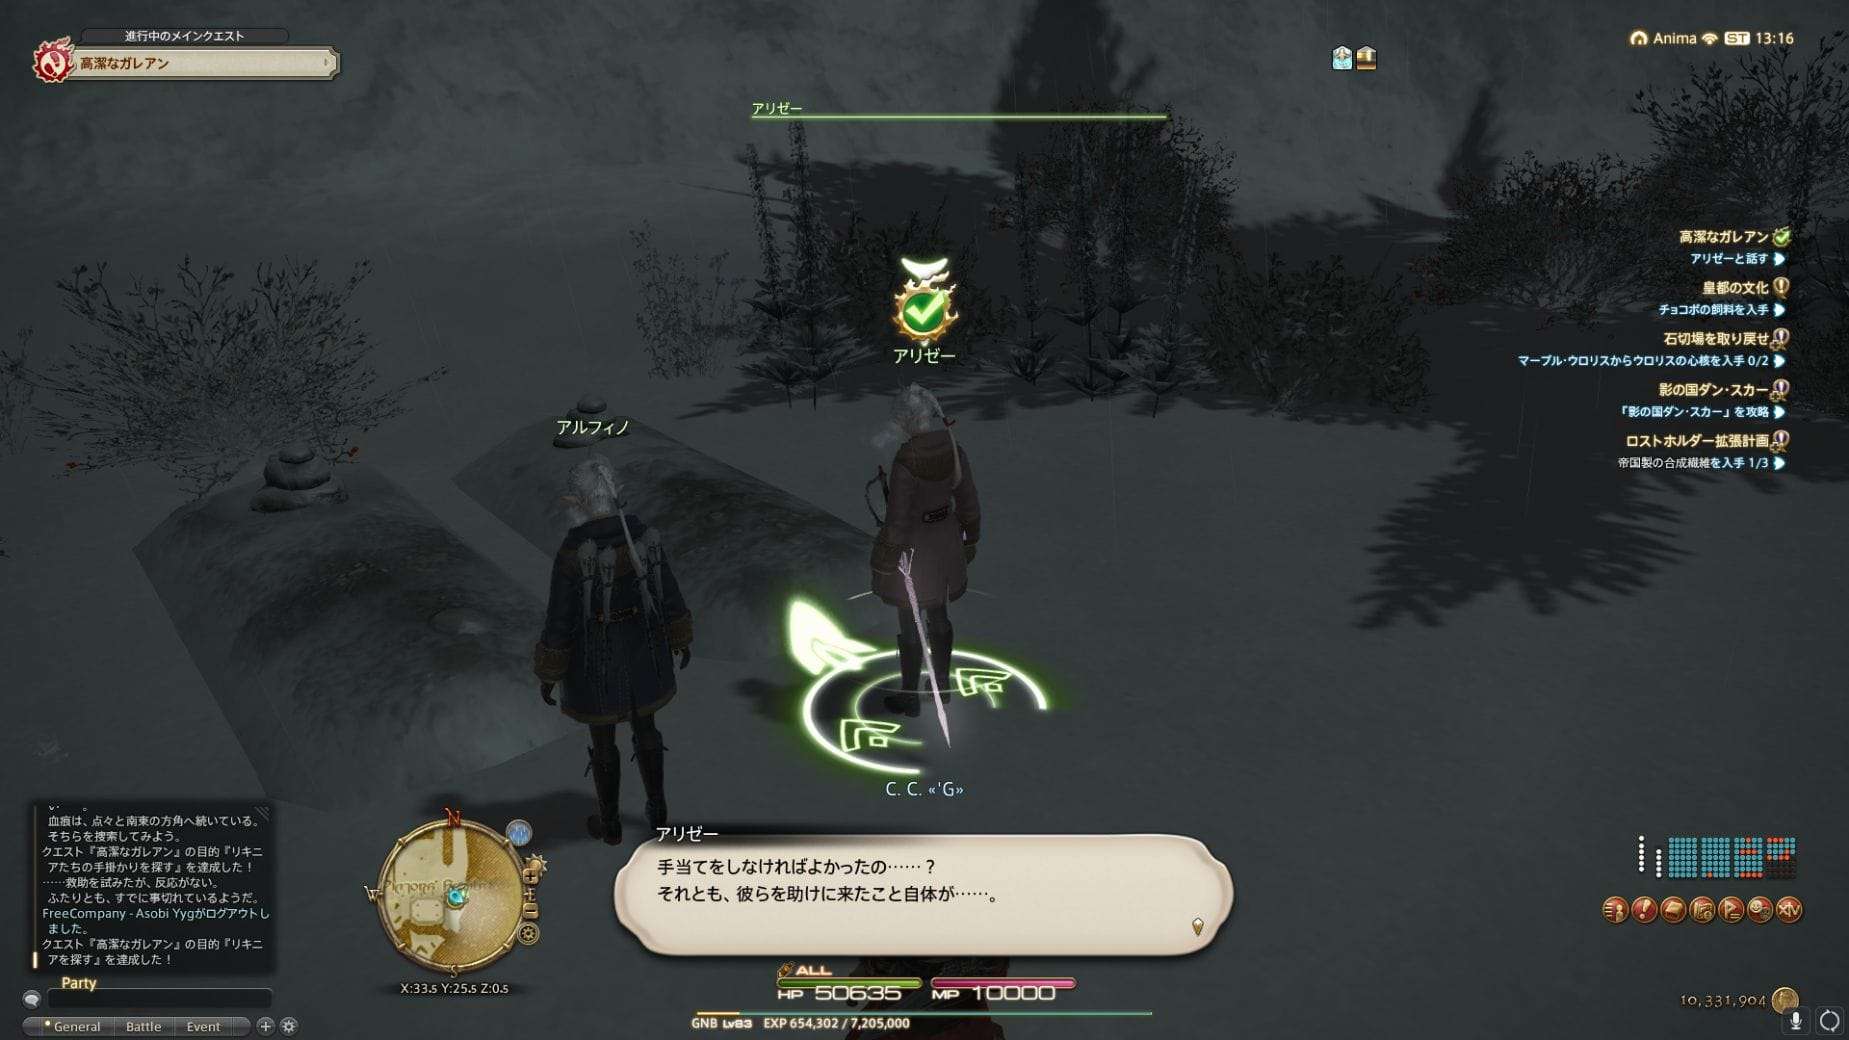 進行中のメインクエスト
高潔なガレアン
Anima ST 13:16
アリゼー
高潔なガレアン
アリゼーと話す
皇都の文化
チョコボの飼料を入手
石切場を取り戻せ
マーブル・ウロリスからウロリスの心核を入手 0/2
影の国ダン・スカー
「影の国ダン・スカー」を攻略
ロストホルダー拡張計画
帝国製の合成繊維を入手 1/3
アリゼー
アルフィノ
C. C. «'G»
アリゼー
手当てをしなければよかったの……？
それとも、彼らを助けに来たこと自体が……。
血痕は、点々と南東の方角へ続いている。
そちらを捜索してみよう。
クエスト『高潔なガレアン』の目的『リキニ
アたちの手掛かりを探す』を達成した！
……救助を試みたが、反応がない。
ふたりとも、すでに事切れているようだ。
FreeCompany - Asobi Yygがログアウトし
ました。
クエスト『高潔なガレアン』の目的『リキニ
アを探す』を達成した！
Party
General Battle Event
N
W
S
X:33.5 Y:25.5 Z:0.5
ALL
HP 50635 MP 10000
GNB Lv83 EXP 654,302 / 7,205,000
XIV
10,331,904